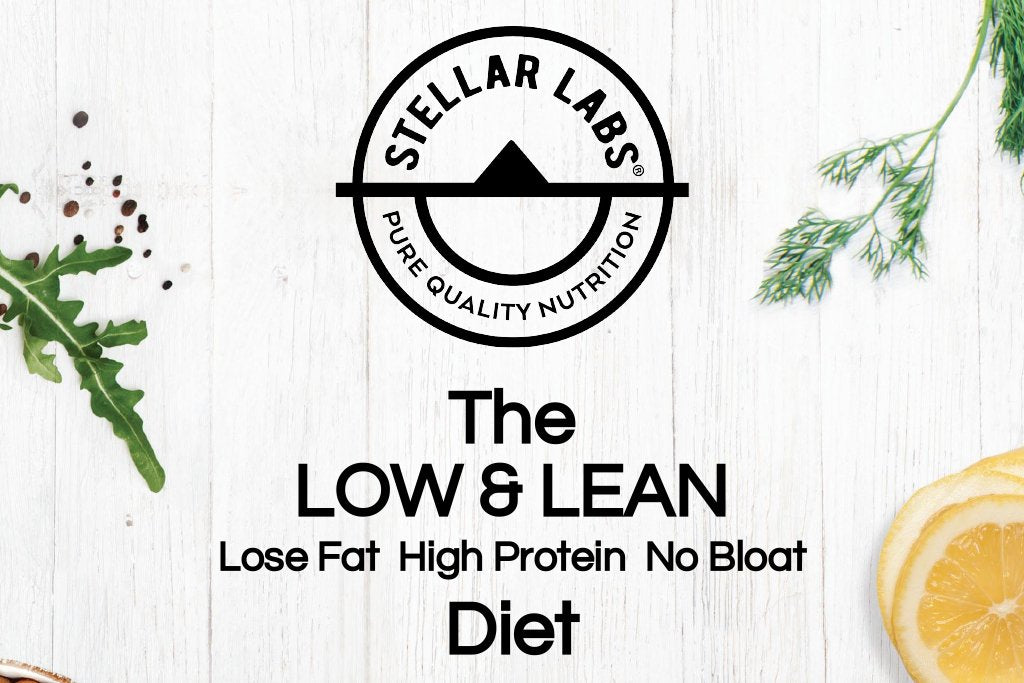 STELLAR LABS®
PURE QUALITY NUTRITION
The
LOW & LEAN
Lose Fat High Protein No Bloat
Diet